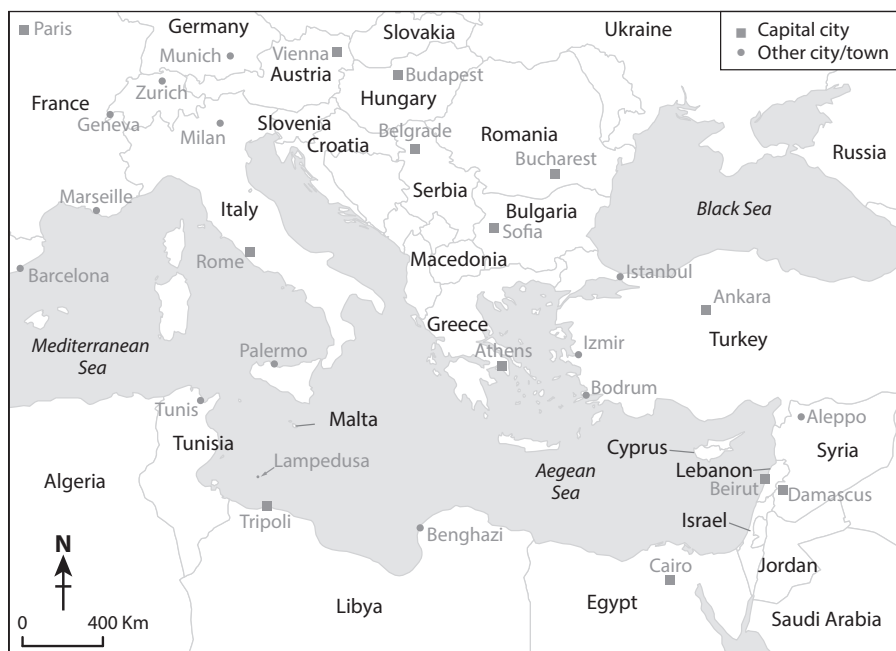 Paris
Germany
Slovakia
Ukraine
Capital city
Other city/town
Munich
Vienna
Austria
Budapest
Zurich
France
Hungary
Geneva
Milan
Slovenia
Belgrade
Croatia
Romania
Bucharest
Russia
Serbia
Marseille
Italy
Bulgaria
Sofia
Black Sea
Rome
Macedonia
Barcelona
Istanbul
Ankara
Greece
Turkey
Mediterranean
Sea
Palermo
Athens
Izmir
Bodrum
Tunis
Malta
Aleppo
Tunisia
Cyprus
Syria
Lampedusa
Aegean
Sea
Lebanon
Algeria
Beirut
Damascus
Tripoli
Israel
Benghazi
N
Cairo
Jordan
Libya
Egypt
Saudi Arabia
0 400 Km